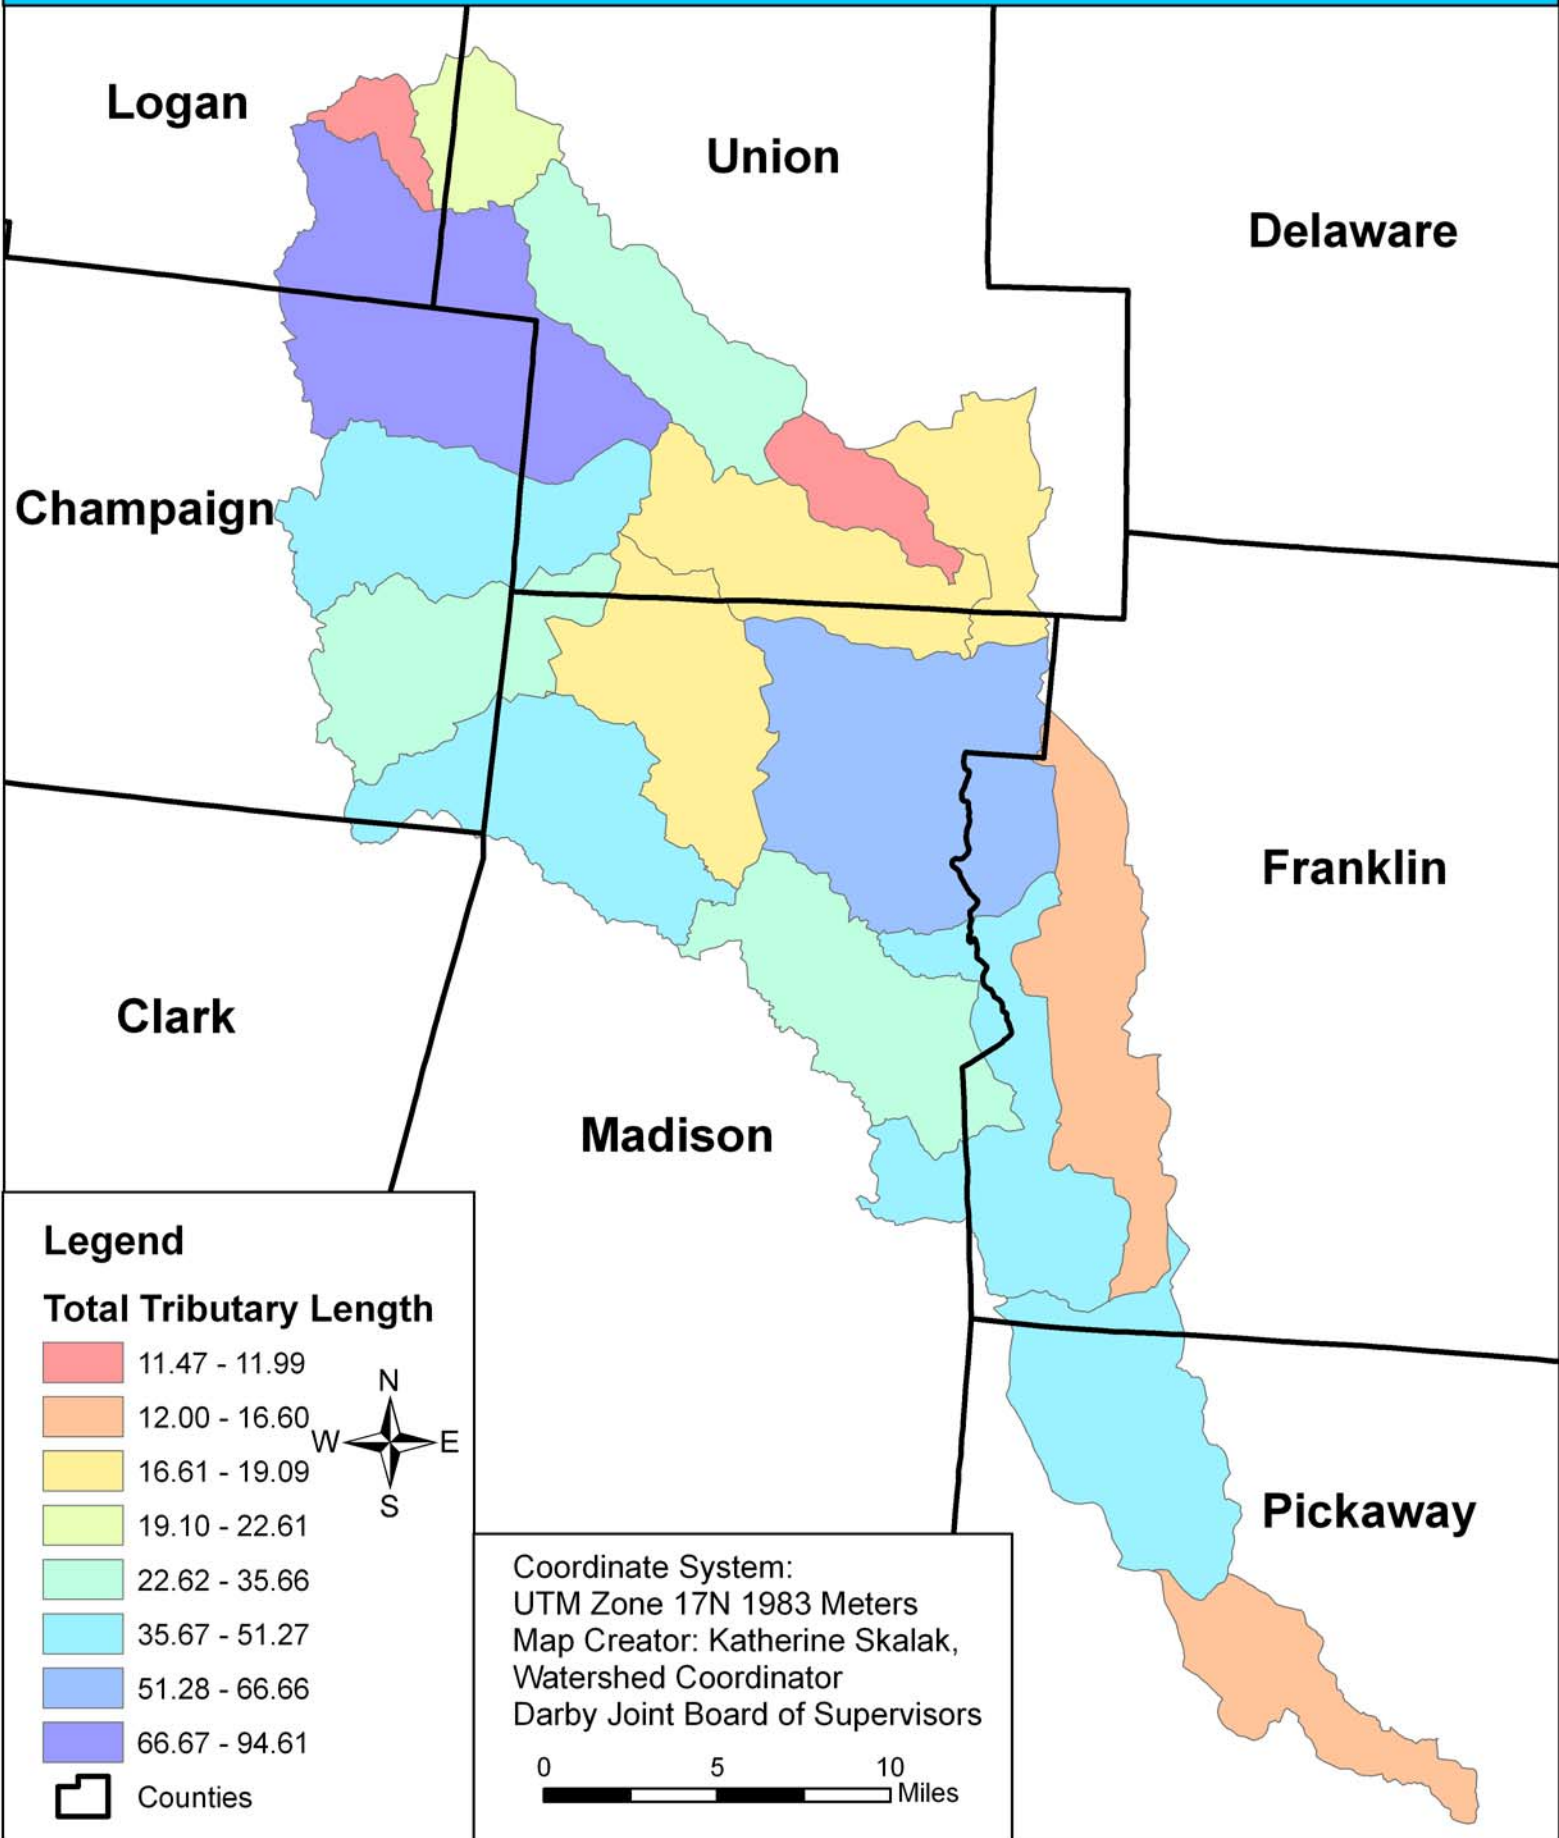 Logan
Union
Delaware
Champaign
Franklin
Clark
Madison
Pickaway
Legend
Total Tributary Length
11.47 - 11.99
12.00 - 16.60
16.61 - 19.09
19.10 - 22.61
22.62 - 35.66
35.67 - 51.27
51.28 - 66.66
66.67 - 94.61
Counties
N
W E
S
Coordinate System:
UTM Zone 17N 1983 Meters
Map Creator: Katherine Skalak,
Watershed Coordinator
Darby Joint Board of Supervisors
0 5 10
Miles